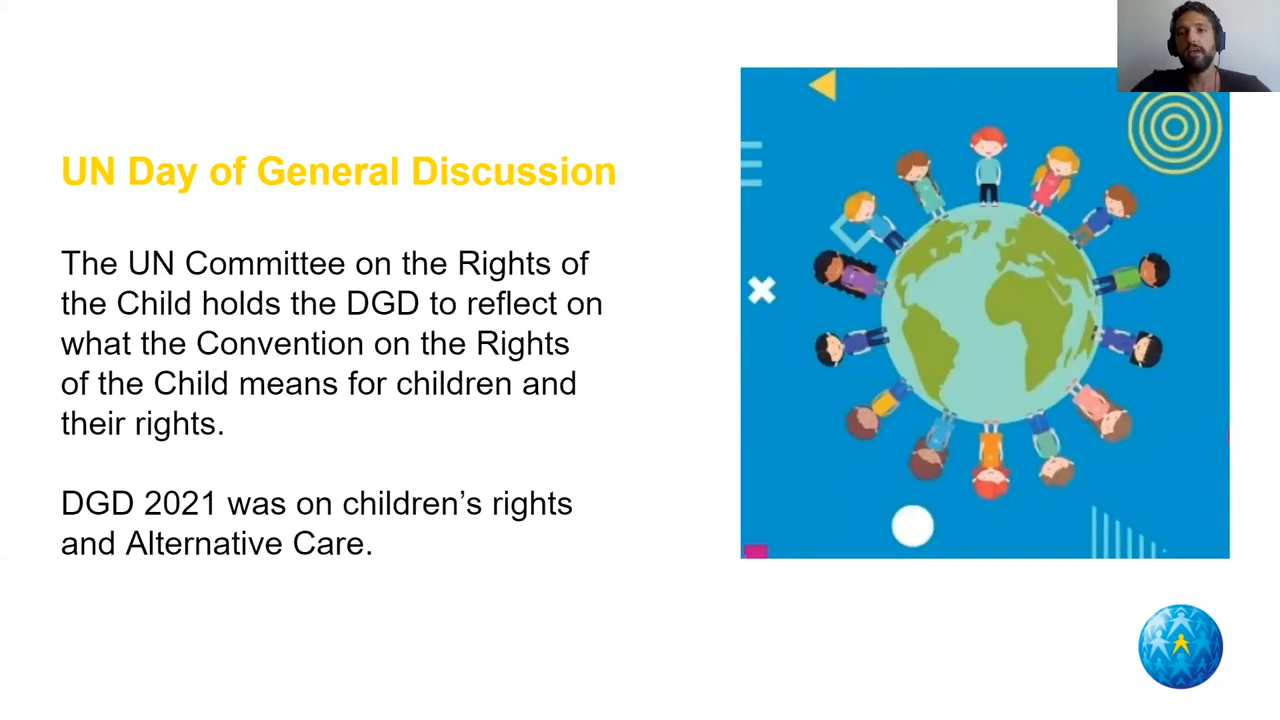 UN Day of General Discussion
The UN Committee on the Rights of
the Child holds the DGD to reflect on
what the Convention on the Rights
of the Child means for children and
their rights.
DGD 2021 was on children’s rights
and Alternative Care.